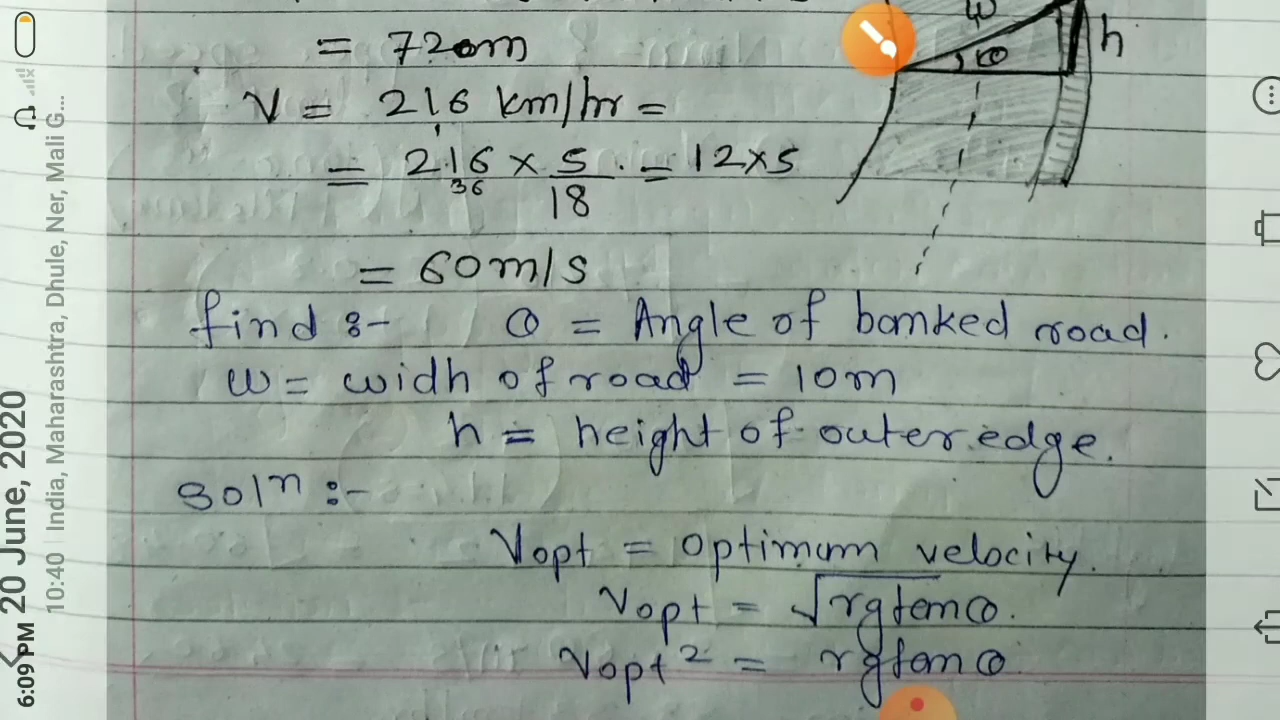 = 720m
V = 216 km/hr =
= 216 × 5/18 = 12×5
36
= 60m/s
find :- θ = Angle of banked road.
w = widh of road = 10m
h = height of outer edge.
Soln :-
Vopt = optimum velocity.
Vopt = √rgtanθ.
Vopt² = rgtanθ
w
θ
h
6:09 PM 20 June, 2020
10:40 | India, Maharashtra, Dhule, Ner, Mali G...